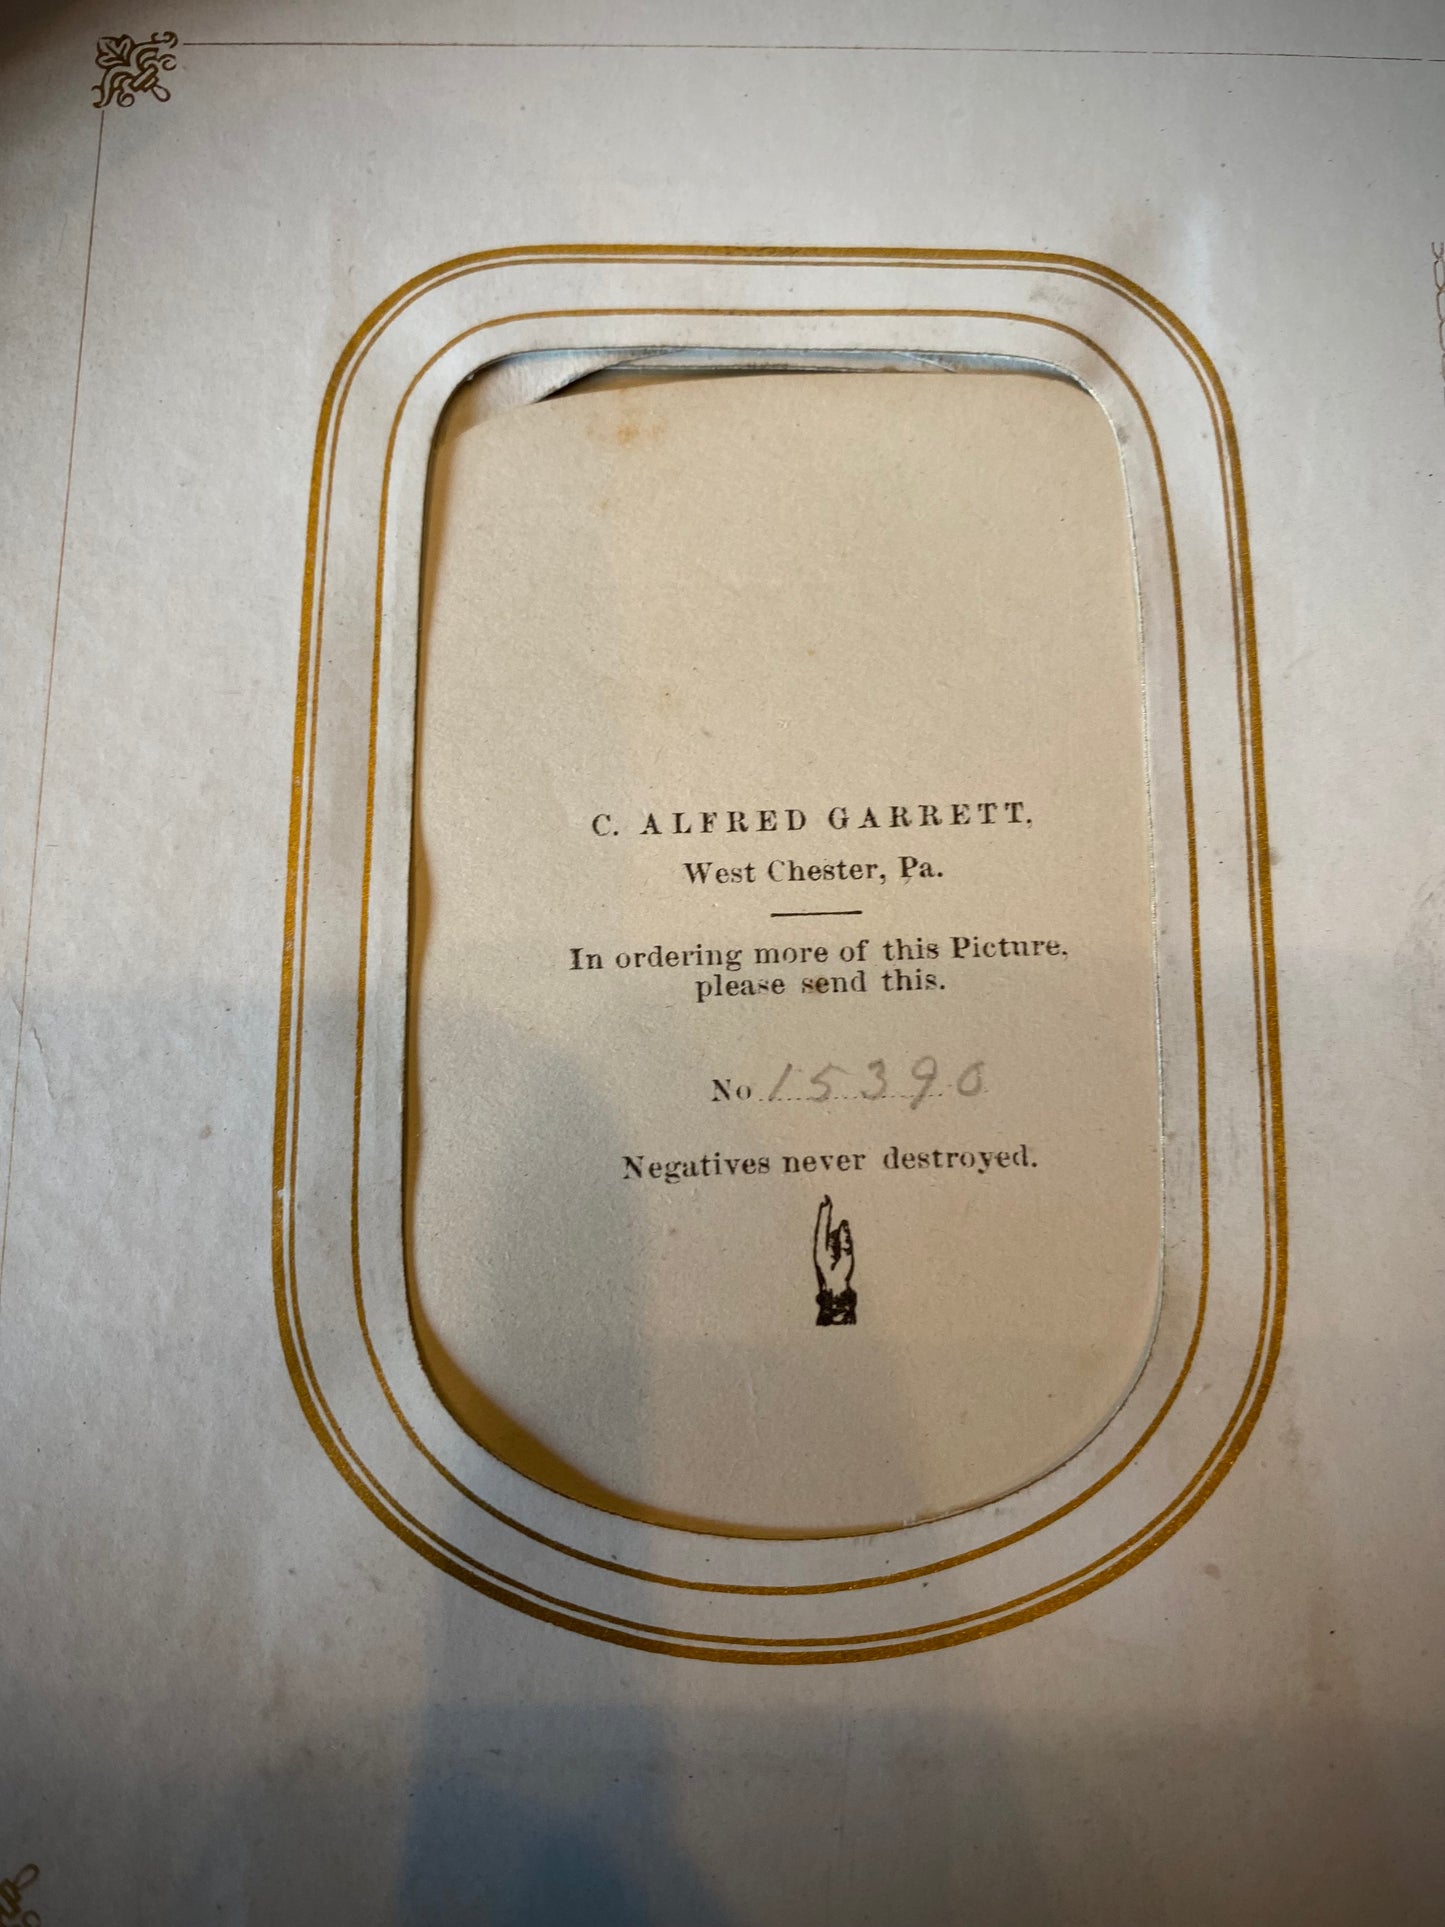 C. ALFRED GARRETT,
West Chester, Pa.
In ordering more of this Picture,
please send this.
No 15390
Negatives never destroyed.